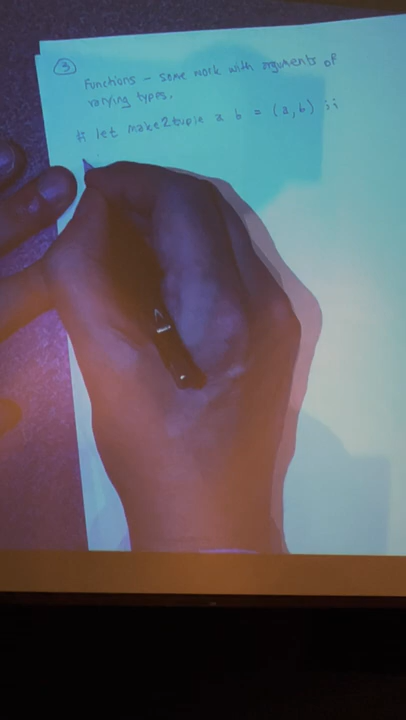 3
Functions - some work with arguments of
varying types.
# let make2tuple a b = (a,b) ;;